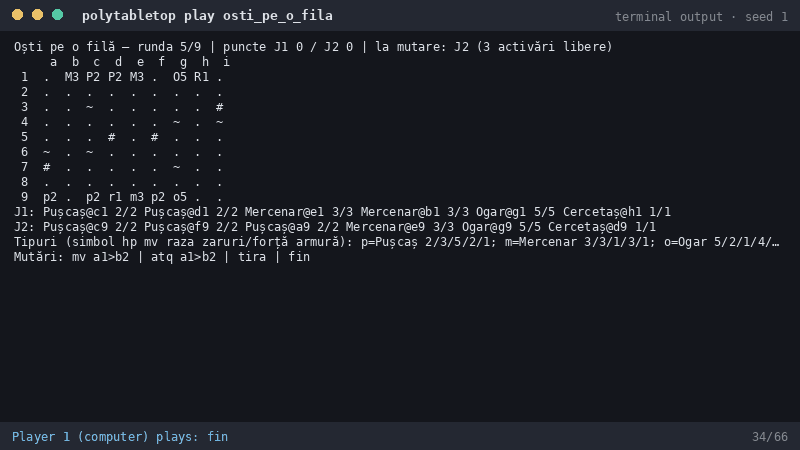 polytabletop play osti_pe_o_fila
terminal output · seed 1
Oști pe o filă — runda 5/9 | puncte J1 0 / J2 0 | la mutare: J2 (3 activări libere)
a b c d e f g h i
1 . M3 P2 P2 M3 . O5 R1 .
2 . . . . . . . . .
3 . . ~ . . . . . #
4 . . . . . . ~ . ~
5 . . . # . # . . .
6 ~ . ~ . . . . . .
7 # . . . . . ~ . .
8 . . . . . . . . .
9 p2 . p2 r1 m3 p2 o5 . .
J1: Pușcaș@c1 2/2 Pușcaș@d1 2/2 Mercenar@e1 3/3 Mercenar@b1 3/3 Ogar@g1 5/5 Cercetaș@h1 1/1
J2: Pușcaș@c9 2/2 Pușcaș@f9 2/2 Pușcaș@a9 2/2 Mercenar@e9 3/3 Ogar@g9 5/5 Cercetaș@d9 1/1
Tipuri (simbol hp mv raza zaruri/forță armură): p=Pușcaș 2/3/5/2/1; m=Mercenar 3/3/1/3/1; o=Ogar 5/2/1/4/…
Mutări: mv a1>b2 | atq a1>b2 | tira | fin
Player 1 (computer) plays: fin
34/66